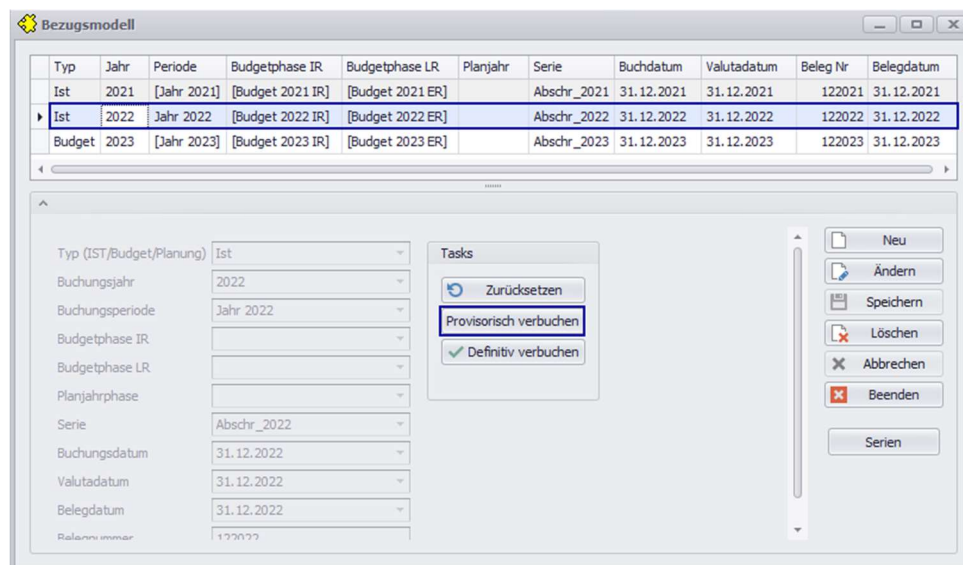 Bezugsmodell
Typ Jahr Periode Budgetphase IR Budgetphase LR Planjahr Serie Buchdatum Valutadatum Beleg Nr Belegdatum
Ist 2021 [Jahr 2021] [Budget 2021 IR] [Budget 2021 ER] Abschr_2021 31.12.2021 31.12.2021 122021 31.12.2021
Ist 2022 Jahr 2022 [Budget 2022 IR] [Budget 2022 ER] Abschr_2022 31.12.2022 31.12.2022 122022 31.12.2022
Budget 2023 [Jahr 2023] [Budget 2023 IR] [Budget 2023 ER] Abschr_2023 31.12.2023 31.12.2023 122023 31.12.2023
Typ (IST/Budget/Planung) Ist
Buchungsjahr 2022
Buchungsperiode Jahr 2022
Budgetphase IR
Budgetphase LR
Planjahrphase
Serie Abschr_2022
Buchungsdatum 31.12.2022
Valutadatum 31.12.2022
Belegdatum 31.12.2022
Belegnummer 122022
Tasks
Zurücksetzen
Provisorisch verbuchen
Definitiv verbuchen
Neu
Ändern
Speichern
Löschen
Abbrechen
Beenden
Serien